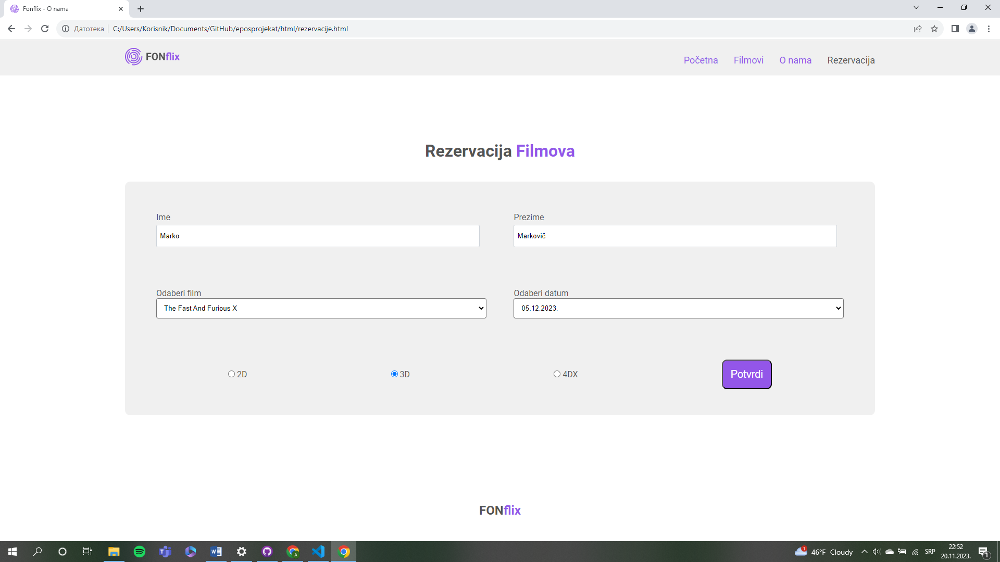 Fonflix - O nama
Датотека
C:/Users/Korisnik/Documents/GitHub/eposprojekat/html/rezervacije.html
FONflix
Početna
Filmovi
O nama
Rezervacija
Rezervacija Filmova
Ime
Prezime
Marko
Markovič
Odaberi film
Odaberi datum
The Fast And Furious X
05.12.2023.
2D
3D
4DX
Potvrdi
FONflix
1
46°F Cloudy
SRP
22:52
20.11.2023.
1